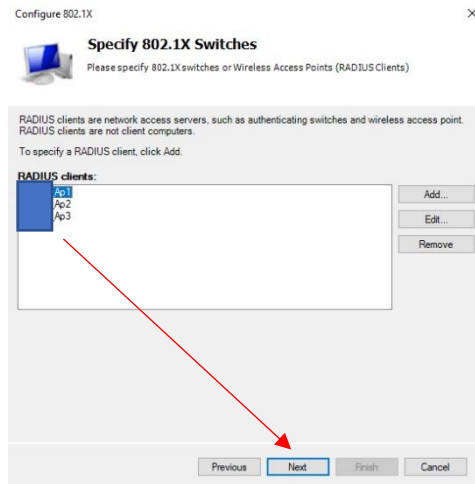 Configure 802.1X
Specify 802.1X Switches
Please specify 802.1X switches or Wireless Access Points (RADIUS Clients)
RADIUS clients are network access servers, such as authenticating switches and wireless access point.
RADIUS clients are not client computers.
To specify a RADIUS client, click Add.
RADIUS clients:
Ap1
Ap2
Ap3
Add...
Edit...
Remove
Previous
Next
Finish
Cancel